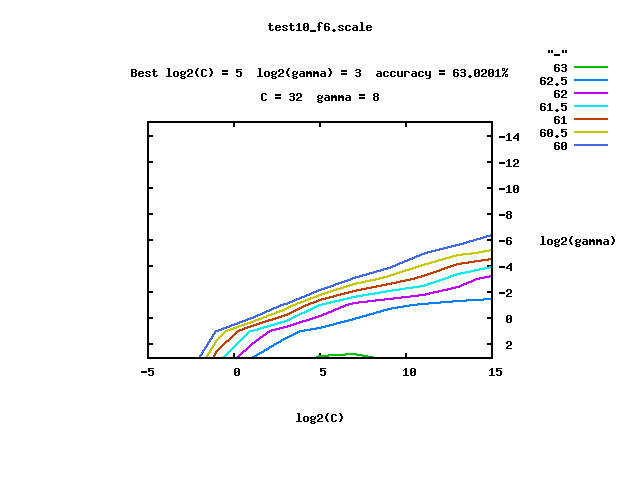 test10_f6.scale
"-"
Best log2(C) = 5  log2(gamma) = 3  accuracy = 63.0201%
C = 32  gamma = 8
63
62.5
62
61.5
61
60.5
60
-14
-12
-10
-8
-6
-4
-2
0
2
log2(gamma)
-5 0 5 10 15
log2(C)